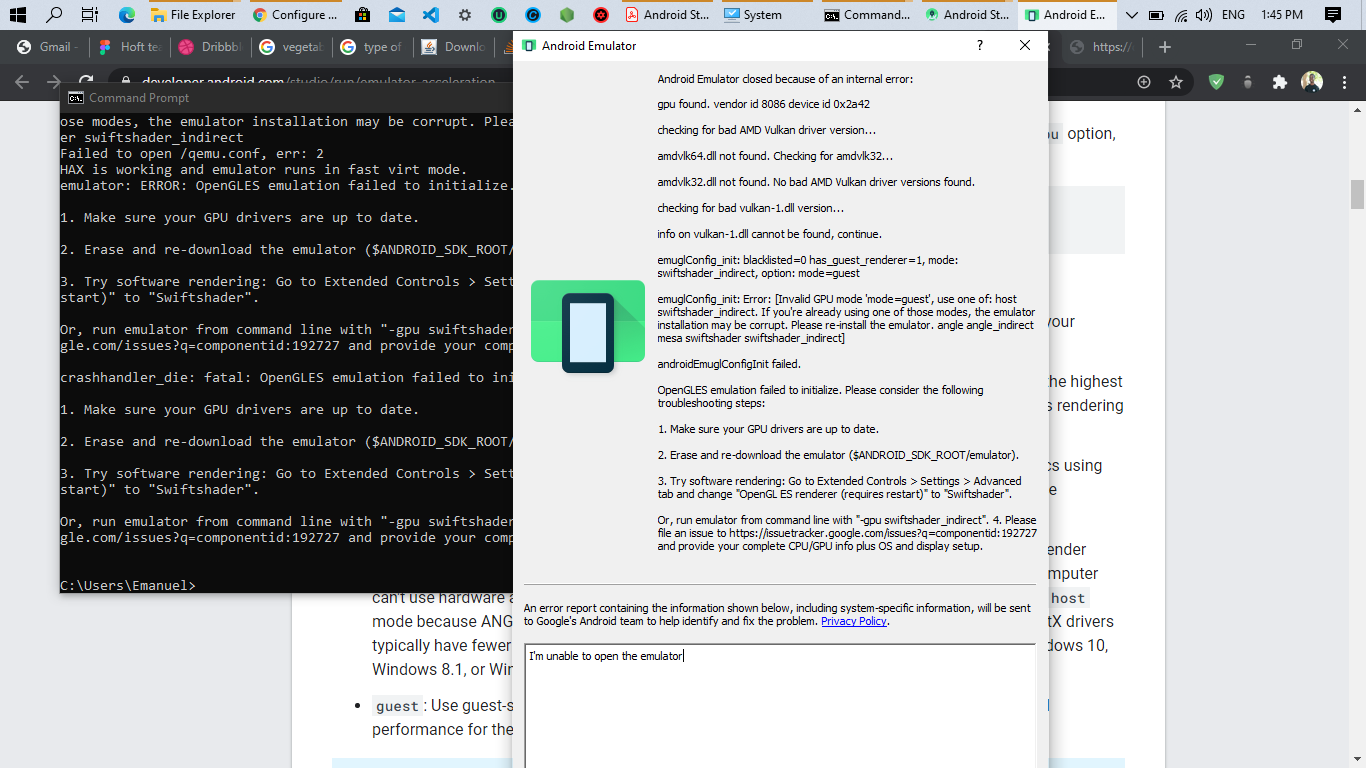 File Explorer
Configure ...
Android St...
System
Command...
Android St...
Android E...
ENG
1:45 PM
Gmail -
Hoft tea
Dribbb
vegetab
type of
Downlo
https://
developer.android.com/studio/run/emulator-acceleration
Command Prompt
ose modes, the emulator installation may be corrupt. Plea
er swiftshader_indirect
Failed to open /qemu.conf, err: 2
HAX is working and emulator runs in fast virt mode.
emulator: ERROR: OpenGLES emulation failed to initialize.
1. Make sure your GPU drivers are up to date.
2. Erase and re-download the emulator ($ANDROID_SDK_ROOT/
3. Try software rendering: Go to Extended Controls > Sett
start)" to "Swiftshader".
Or, run emulator from command line with "-gpu swiftshader
gle.com/issues?q=componentid:192727 and provide your comp
crashhandler_die: fatal: OpenGLES emulation failed to ini
1. Make sure your GPU drivers are up to date.
2. Erase and re-download the emulator ($ANDROID_SDK_ROOT/
3. Try software rendering: Go to Extended Controls > Sett
start)" to "Swiftshader".
Or, run emulator from command line with "-gpu swiftshader
gle.com/issues?q=componentid:192727 and provide your comp
C:\Users\Emanuel>
Android Emulator
?
Android Emulator closed because of an internal error:
gpu found. vendor id 8086 device id 0x2a42
checking for bad AMD Vulkan driver version...
amdvlk64.dll not found. Checking for amdvlk32...
amdvlk32.dll not found. No bad AMD Vulkan driver versions found.
checking for bad vulkan-1.dll version...
info on vulkan-1.dll cannot be found, continue.
emuglConfig_init: blacklisted=0 has_guest_renderer=1, mode:
swiftshader_indirect, option: mode=guest
emuglConfig_init: Error: [Invalid GPU mode 'mode=guest', use one of: host
swiftshader_indirect. If you're already using one of those modes, the emulator
installation may be corrupt. Please re-install the emulator. angle angle_indirect
mesa swiftshader swiftshader_indirect]
androidEmuglConfigInit failed.
OpenGLES emulation failed to initialize. Please consider the following
troubleshooting steps:
1. Make sure your GPU drivers are up to date.
2. Erase and re-download the emulator ($ANDROID_SDK_ROOT/emulator).
3. Try software rendering: Go to Extended Controls > Settings > Advanced
tab and change "OpenGL ES renderer (requires restart)" to "Swiftshader".
Or, run emulator from command line with "-gpu swiftshader_indirect". 4. Please
file an issue to https://issuetracker.google.com/issues?q=componentid:192727
and provide your complete CPU/GPU info plus OS and display setup.
An error report containing the information shown below, including system-specific information, will be sent
to Google's Android team to help identify and fix the problem. Privacy Policy.
I'm unable to open the emulator
option,
your
he highest
s rendering
cs using
e
ender
mputer
can't use hardware a
host
mode because ANG
tX drivers
typically have fewer
dows 10,
Windows 8.1, or Wir
guest: Use guest-s
performance for the